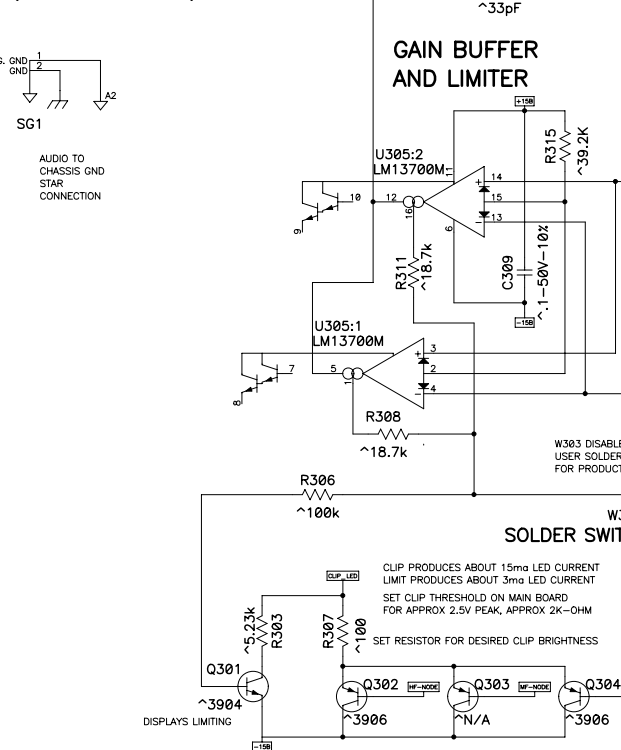 ^33pF
GAIN BUFFER
AND LIMITER
. GND 1
GND 2
A2
SG1
AUDIO TO
CHASSIS GND
STAR
CONNECTION
+15B
R315
^39.2K
U305:2
LM13700M
11
14
15
13
12
16
10
9
6
R311
^18.7k
C309
^.1-50V-10%
-15B
U305:1
LM13700M
3
2
4
5
1
7
8
R308
^18.7k
W303 DISABLE
USER SOLDER
FOR PRODUCT
R306
^100k
W3
SOLDER SWIT
CLIP PRODUCES ABOUT 15ma LED CURRENT
LIMIT PRODUCES ABOUT 3ma LED CURRENT
CLIP_LED
SET CLIP THRESHOLD ON MAIN BOARD
FOR APPROX 2.5V PEAK, APPROX 2K-OHM
^5.23k
R303
R307
^100
SET RESISTOR FOR DESIRED CLIP BRIGHTNESS
Q301
^3904
Q302
HF-NODE
^3906
Q303
MF-NODE
^N/A
Q304
^3906
DISPLAYS LIMITING
-15B